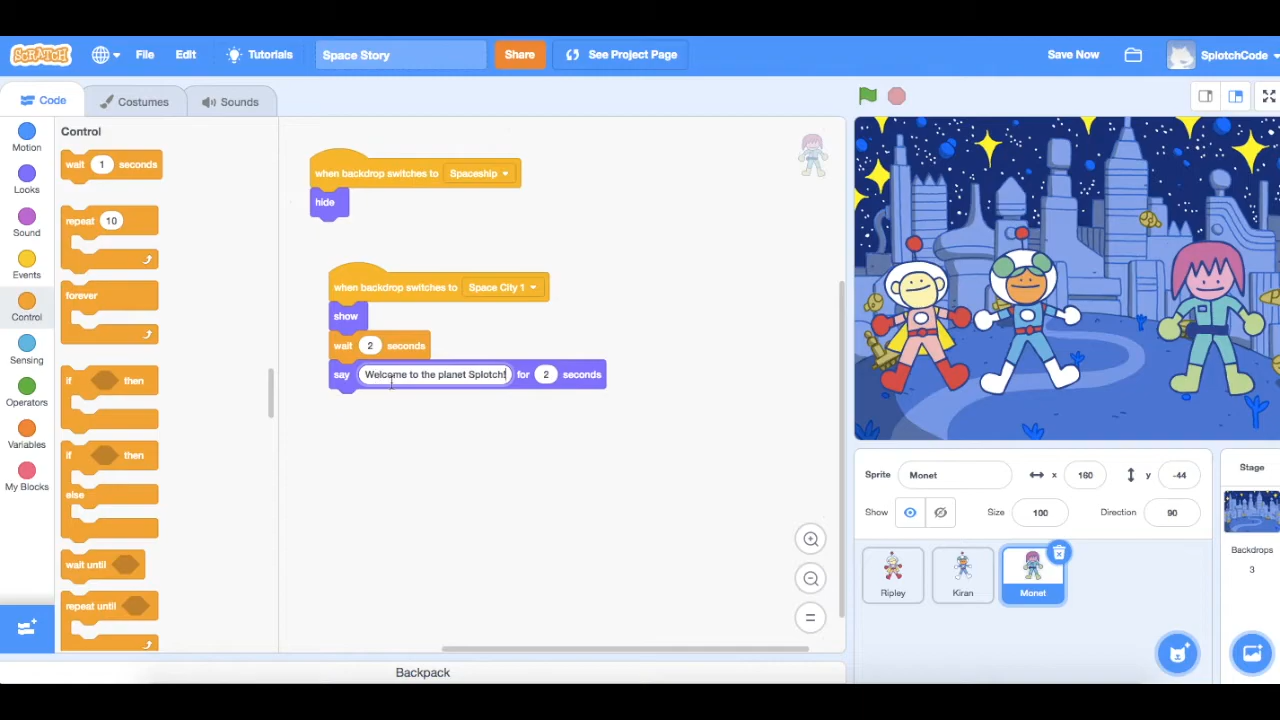 SCRATCH
File
Edit
Tutorials
Space Story
Share
See Project Page
Save Now
SplotchCode
Code
Costumes
Sounds
Motion
Looks
Sound
Events
Control
Sensing
Operators
Variables
My Blocks
Control
wait 1 seconds
repeat 10
forever
if then
if then
else
wait until
repeat until
when backdrop switches to Spaceship
hide
when backdrop switches to Space City 1
show
wait 2 seconds
say Welcome to the planet Splotch! for 2 seconds
Sprite Monet x 160 y -44
Show Size 100 Direction 90
Ripley
Kiran
Monet
Stage
Backdrops
3
Backpack